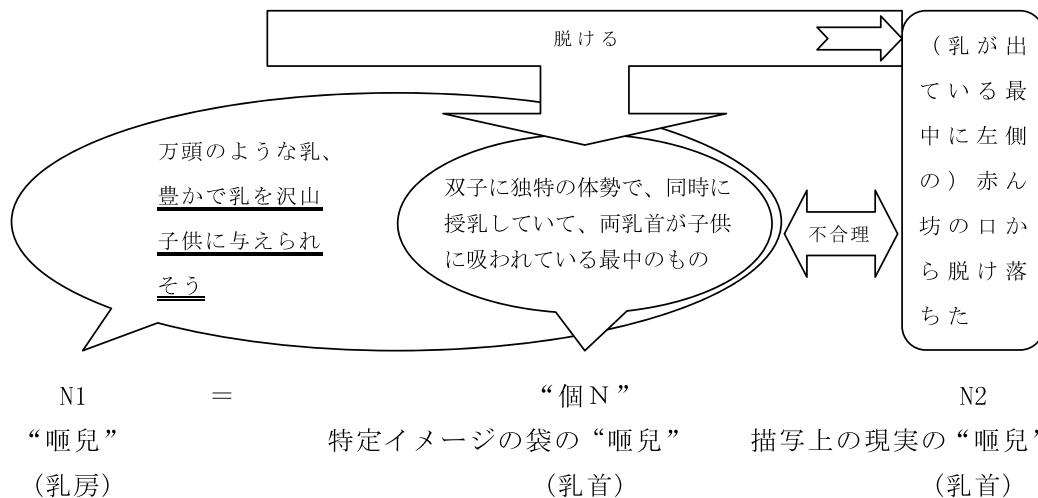 脱ける
万頭のような乳、
豊かで乳を沢山
子供に与えられ
そう
双子に独特の体勢で、同時に
授乳していて、両乳首が子供
に吸われている最中のもの
不合理
（乳が出
ている最
中に左側
の）赤ん
坊の口か
ら脱け落
ちた
N1 ＝ “個Ｎ” N2
“咂兒” 特定イメージの袋の“咂兒” 描写上の現実の“咂兒”
（乳房） （乳首） （乳首）